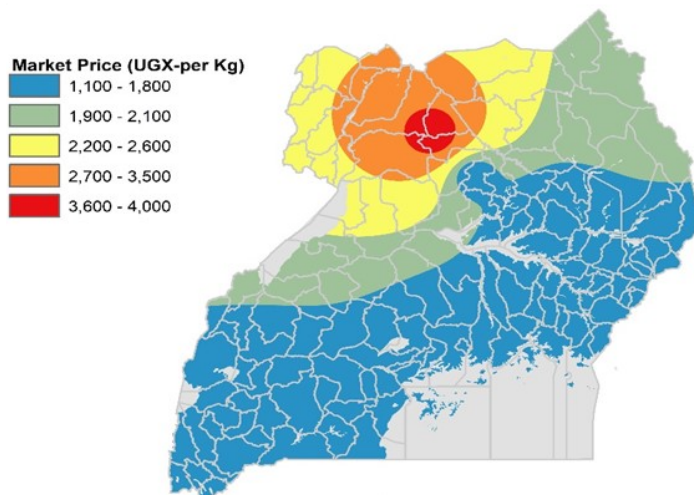 Market Price (UGX-per Kg)
1,100 - 1,800
1,900 - 2,100
2,200 - 2,600
2,700 - 3,500
3,600 - 4,000